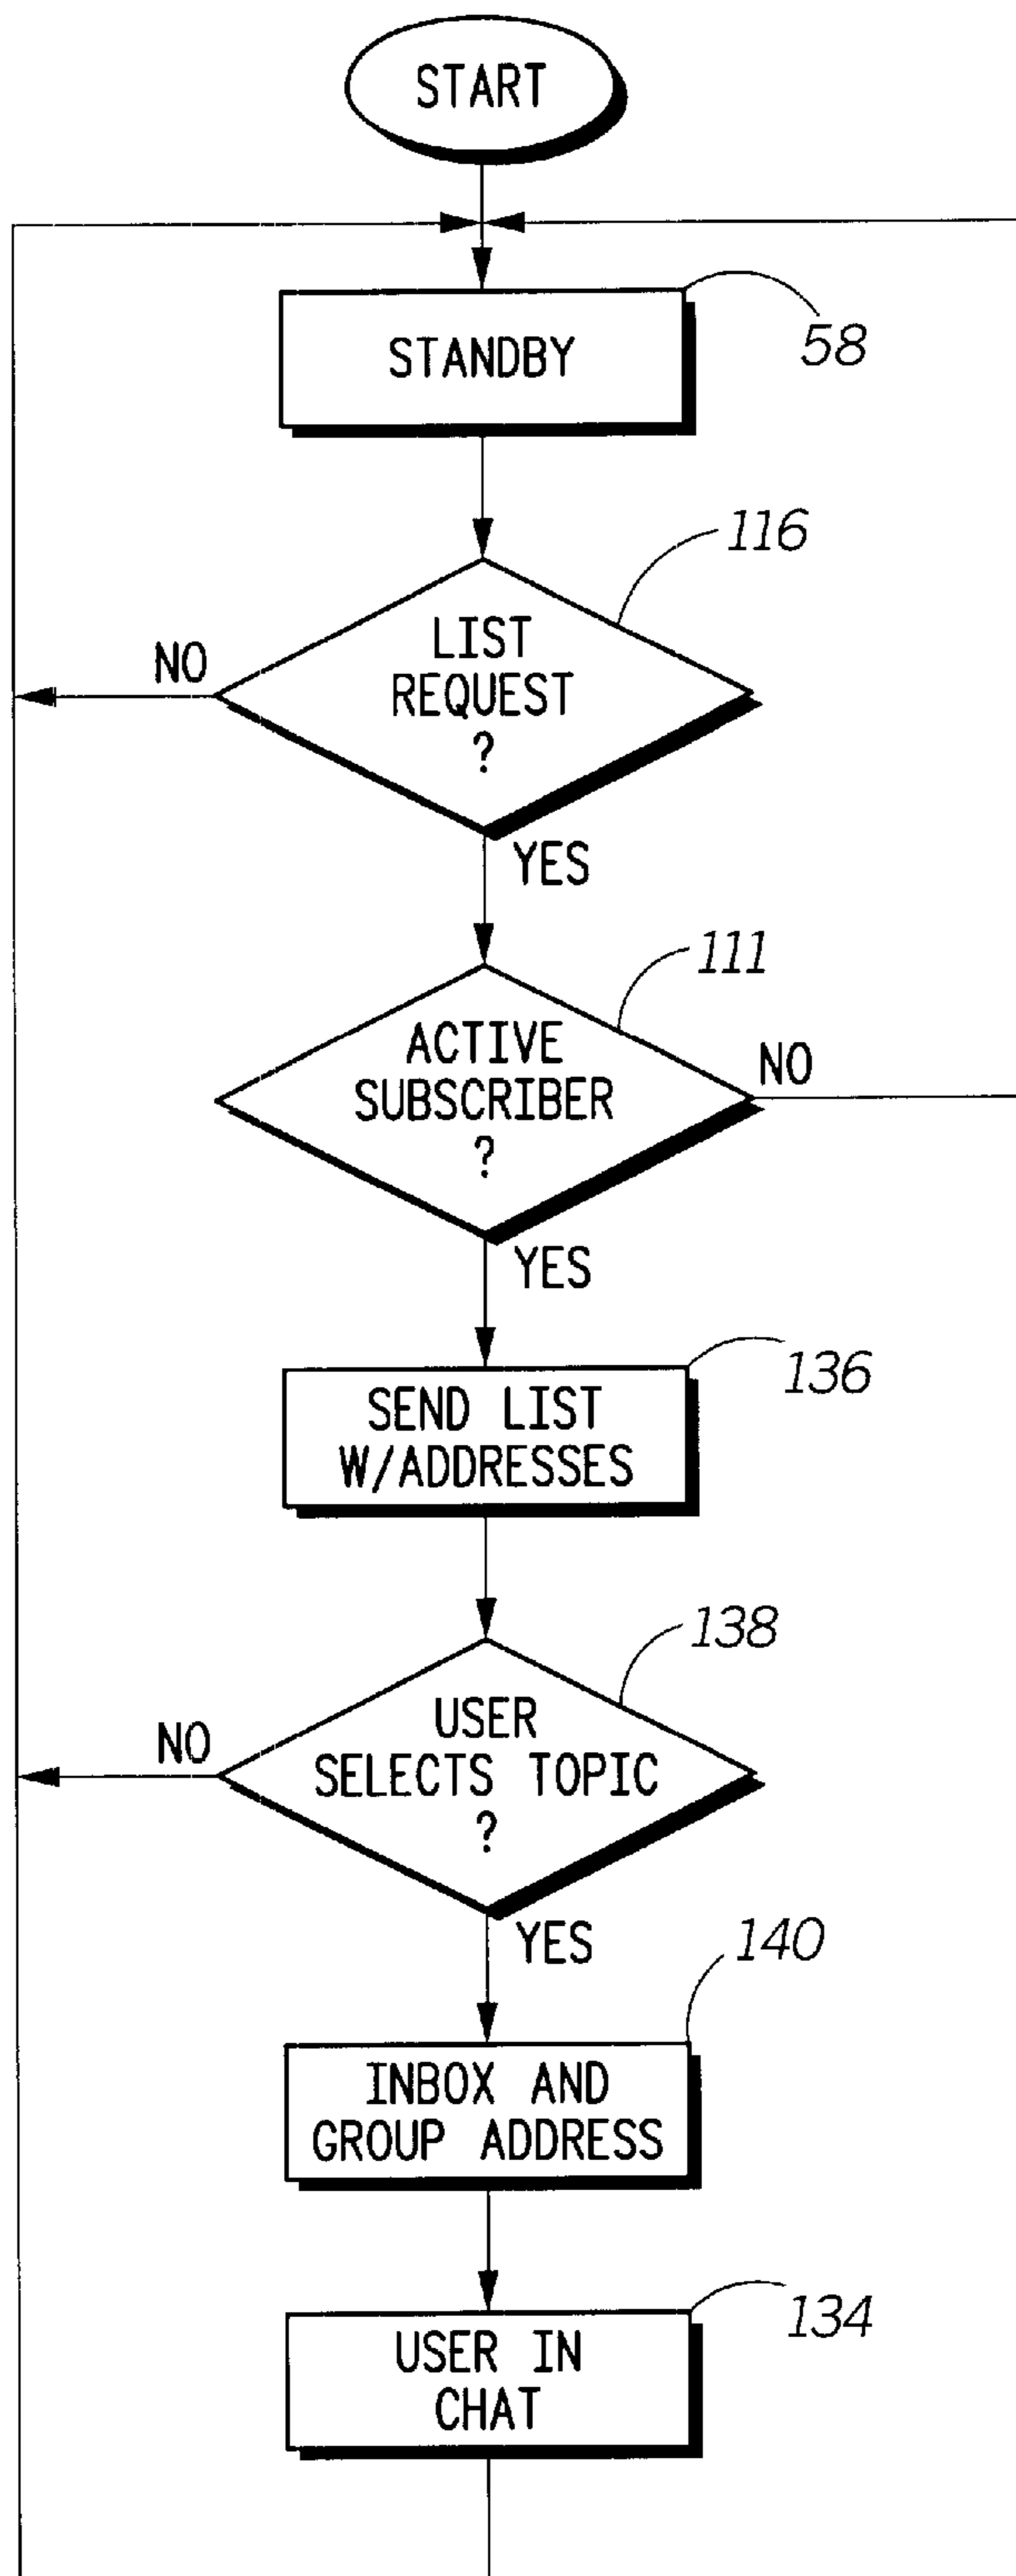 START
STANDBY
58
116
LIST
REQUEST
?
NO
YES
111
ACTIVE
SUBSCRIBER
?
NO
YES
136
SEND LIST
W/ADDRESSES
138
USER
SELECTS TOPIC
?
NO
YES
140
INBOX AND
GROUP ADDRESS
134
USER IN
CHAT